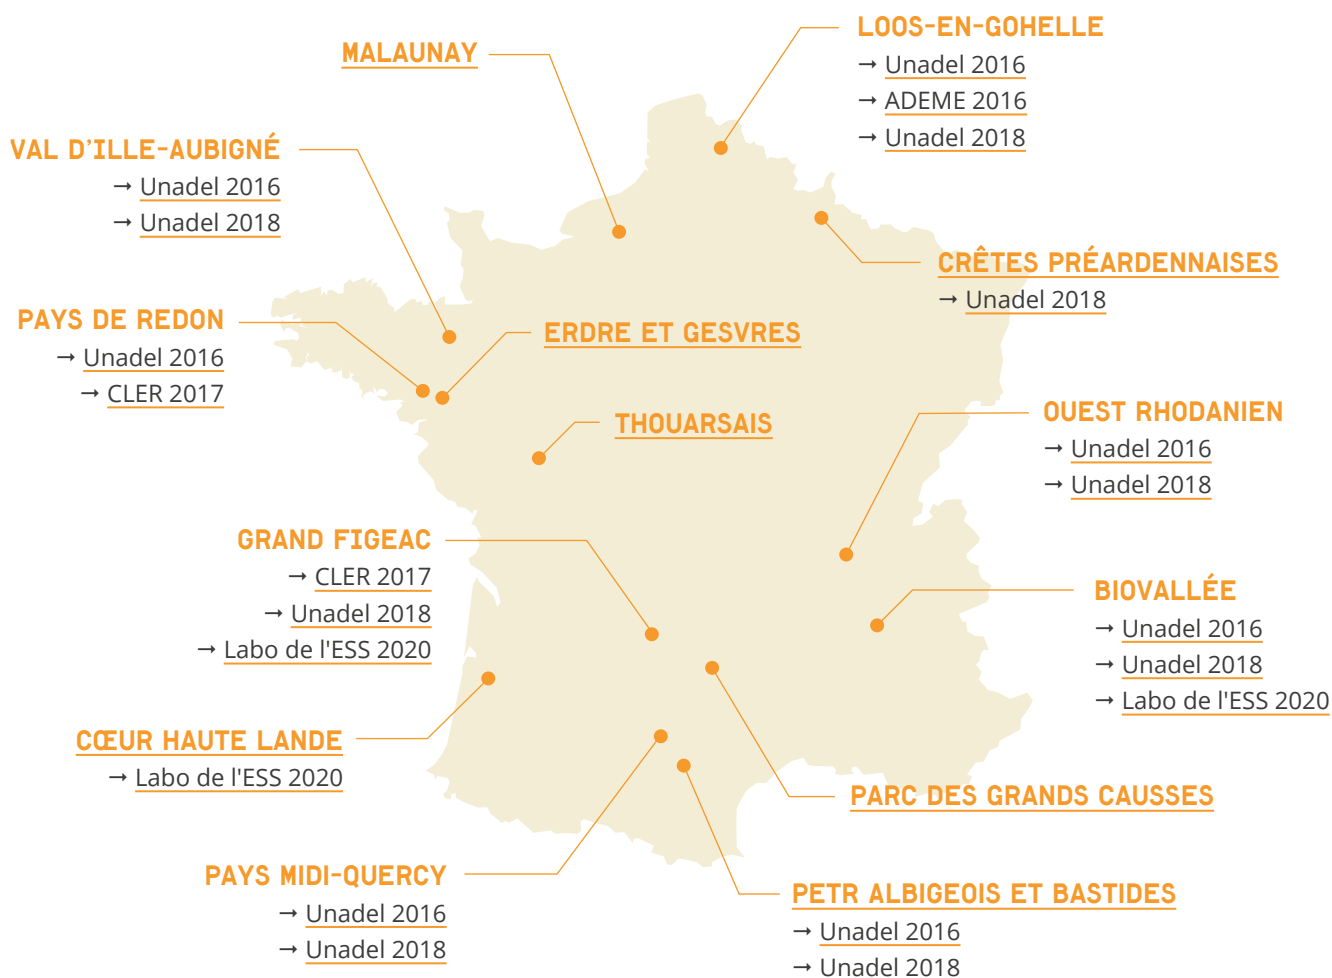 LOOS-EN-GOHELLE
→ Unadel 2016
→ ADEME 2016
→ Unadel 2018
MALAUNAY
VAL D'ILLE-AUBIGNÉ
→ Unadel 2016
→ Unadel 2018
CRÊTES PRÉARDENNAISES
→ Unadel 2018
PAYS DE REDON
→ Unadel 2016
→ CLER 2017
ERDRE ET GESVRES
THOUARSAIS
OUEST RHODANIEN
→ Unadel 2016
→ Unadel 2018
GRAND FIGEAC
→ CLER 2017
→ Unadel 2018
→ Labo de l'ESS 2020
BIOVALLÉE
→ Unadel 2016
→ Unadel 2018
→ Labo de l'ESS 2020
CŒUR HAUTE LANDE
→ Labo de l'ESS 2020
PARC DES GRANDS CAUSSES
PAYS MIDI-QUERCY
→ Unadel 2016
→ Unadel 2018
PETR ALBIGEOIS ET BASTIDES
→ Unadel 2016
→ Unadel 2018